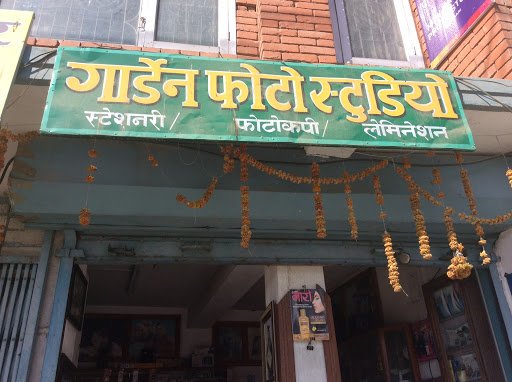 गार्डेन फोटो स्टुडियो
स्टेशनरी / फोटोकपी / लेमिनेशन